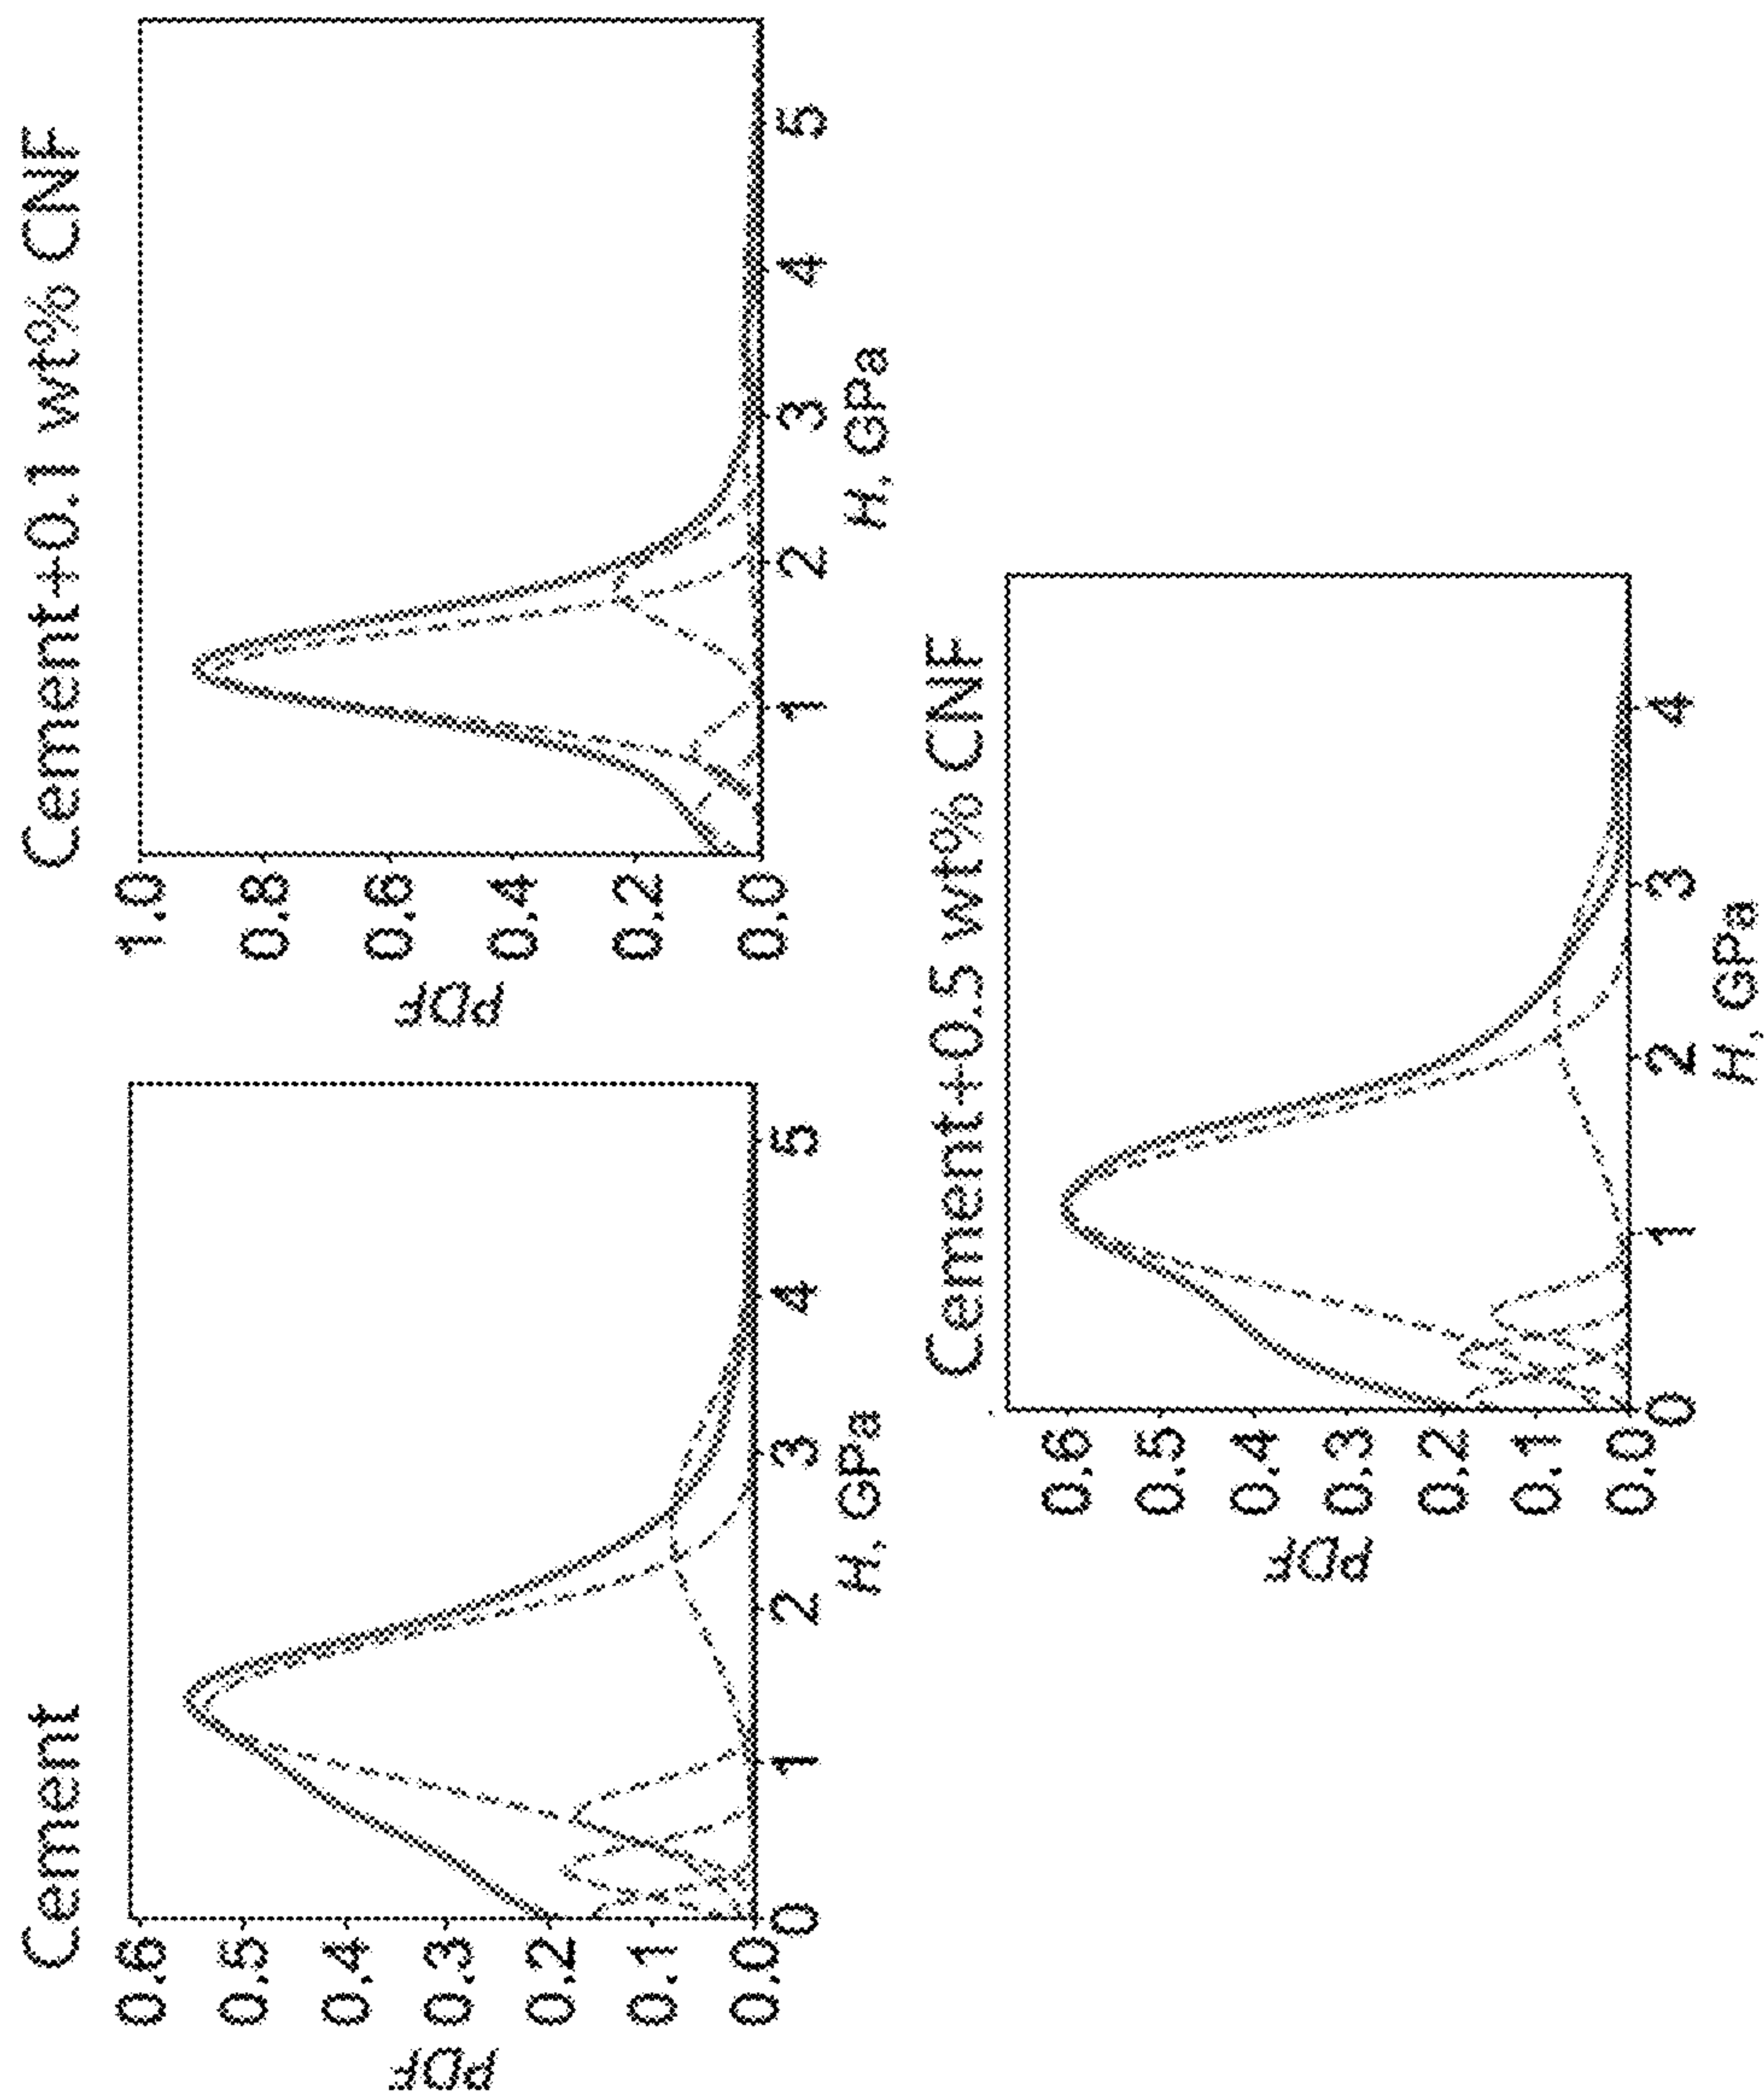 Cement
PDF
0.6
0.5
0.4
0.3
0.2
0.1
0.0
0 1 2 3 4 5
H, GPa
Cement+0.1 wt% CNF
PDF
1.0
0.8
0.6
0.4
0.2
0.0
1 2 3 4 5
H, GPa
Cement+0.5 wt% CNF
PDF
0.6
0.5
0.4
0.3
0.2
0.1
0.0
0 1 2 3 4
H, GPa